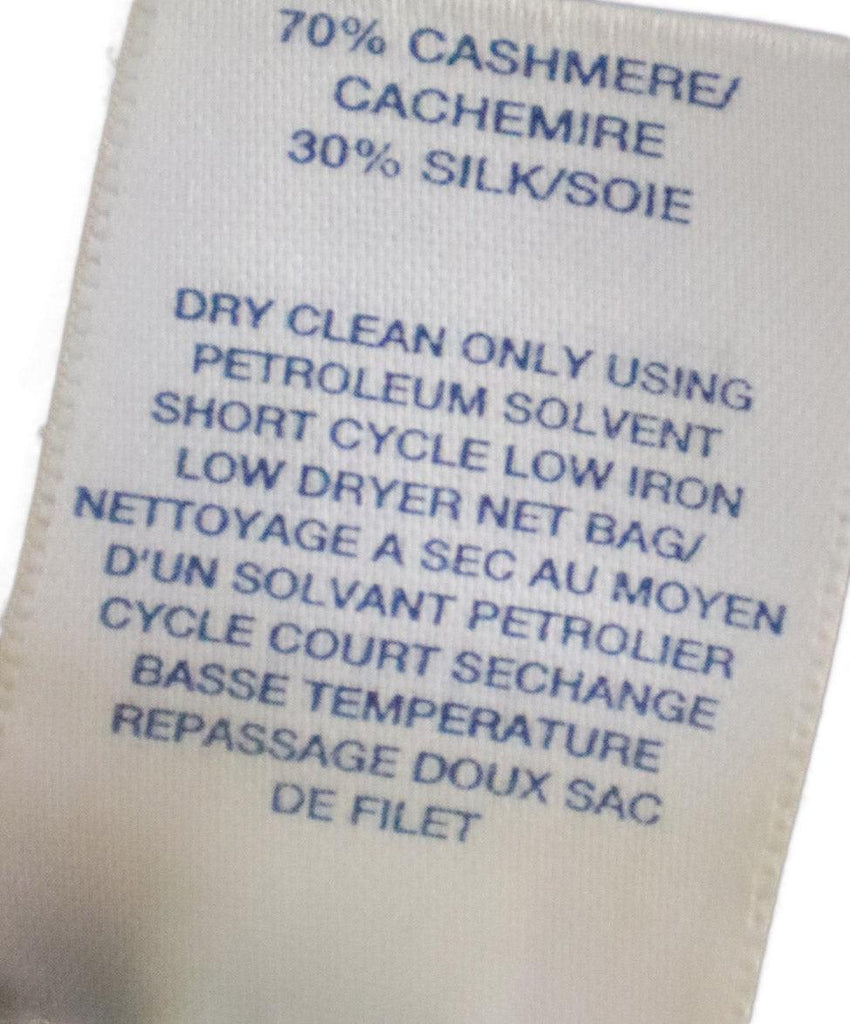 70% CASHMERE/
CACHEMIRE
30% SILK/SOIE
DRY CLEAN ONLY USING
PETROLEUM SOLVENT
SHORT CYCLE LOW IRON
LOW DRYER NET BAG/
NETTOYAGE A SEC AU MOYEN
D'UN SOLVANT PETROLIER
CYCLE COURT SECHANGE
BASSE TEMPERATURE
REPASSAGE DOUX SAC
DE FILET